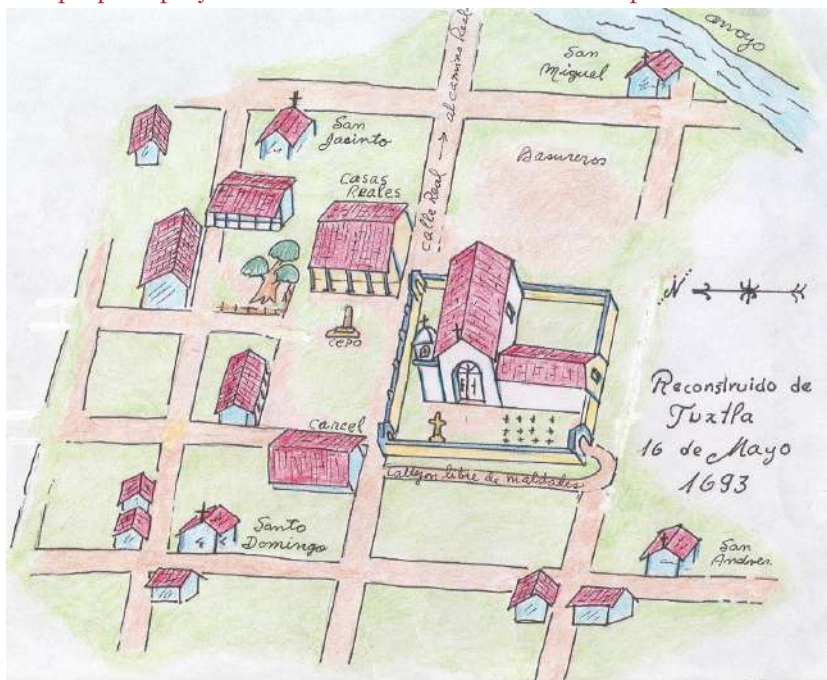 arroyo
San
Miguel
al camino Real
San
Jacinto
Basureros
CASAS
REALES
calle Real
N
CEPO
Reconstruido de
Tuxtla
16 de Mayo
1693
Carcel
callejon libre de maldades
Santo
Domingo
San
Andres